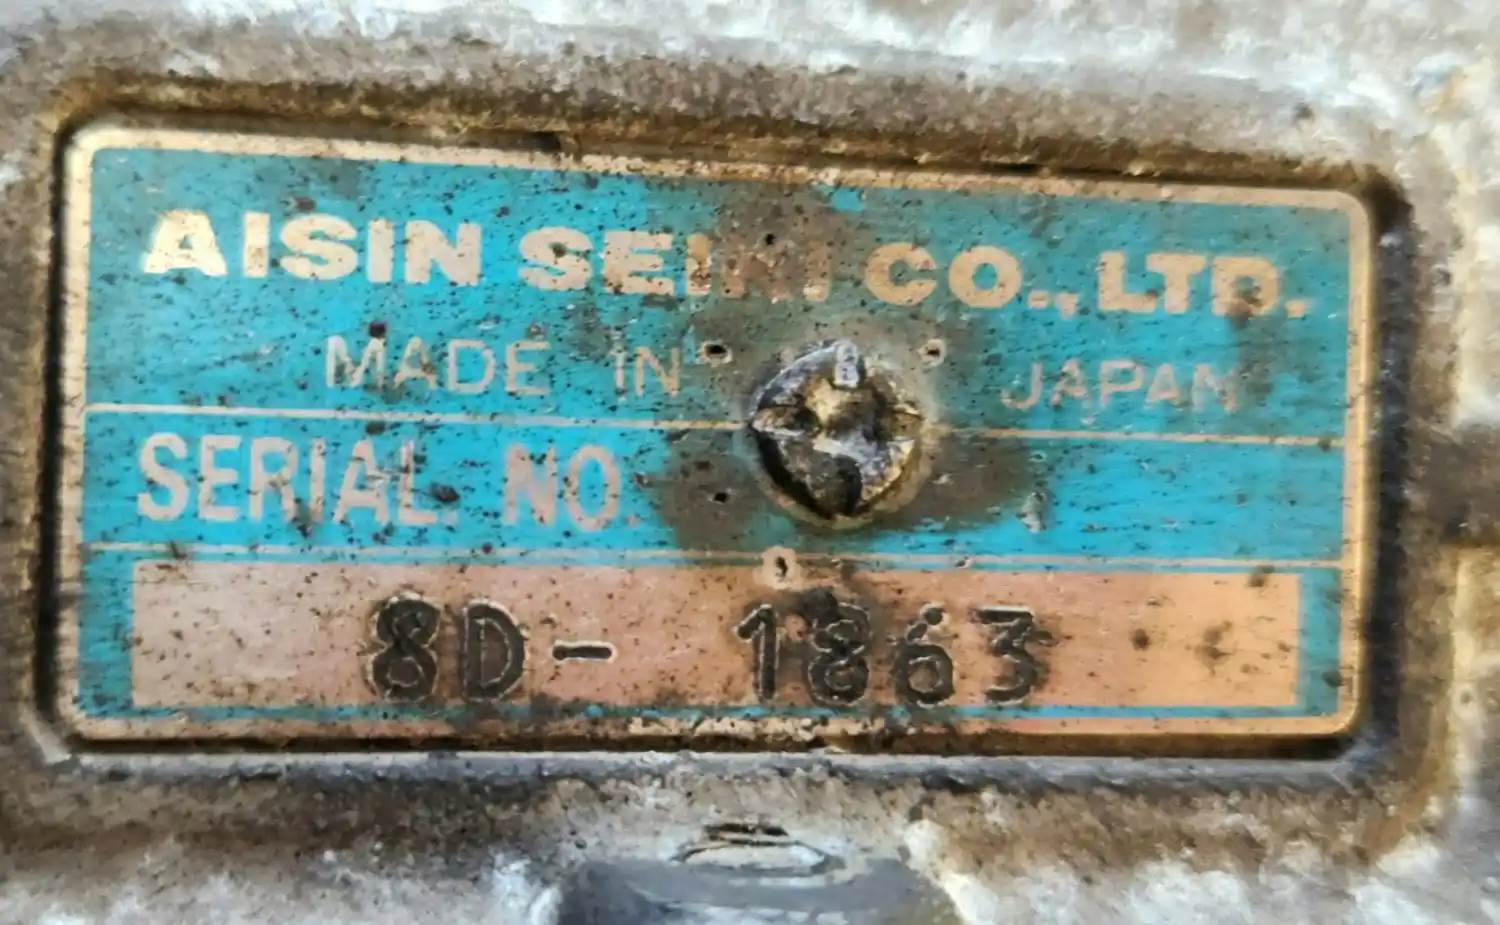 AISIN SEIKI CO., LTD.
MADE IN JAPAN
SERIAL NO.
8D- 1863